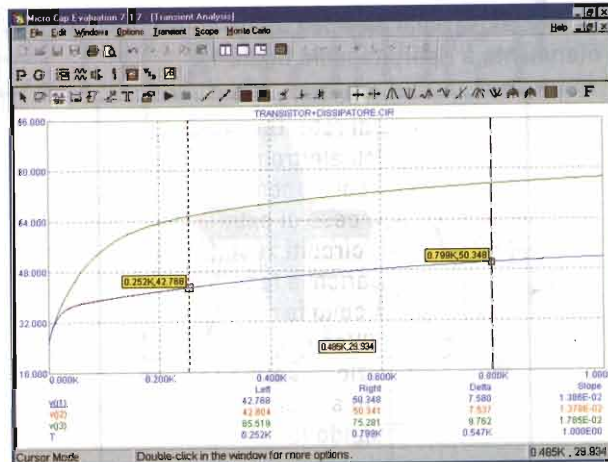 Micro Cap Evaluation 7.1.7 - [Transient Analysis]
File Edit Windows Options Transient Scope Monte Carlo Help
TRANSISTOR+DISSIPATORE.CIR
96.000
80.000
64.000
48.000
32.000
16.000
0.252K,42.788
0.799K,50.348
0.485K,29.934
0.000K 0.200K 0.400K 0.600K 0.800K 1.000
Left Right Delta Slope
v(1) 42.788 50.348 7.580 1.386E-02
v(2) 42.804 50.341 7.537 1.378E-02
v(3) 65.519 75.281 9.762 1.785E-02
T 0.252K 0.799K 0.547K 1.000E00
Cursor Mode Double-click in the window for more options. 0.485K, 29.934